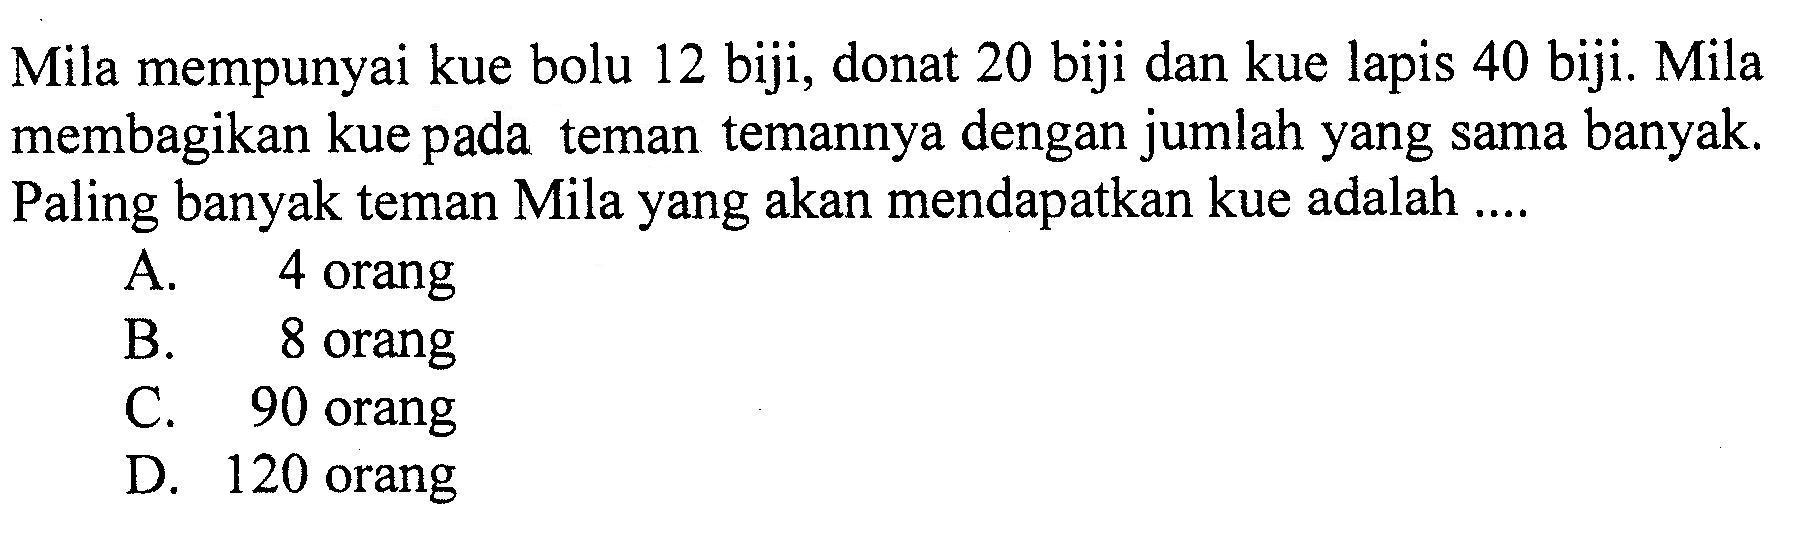 Mila mempunyai kue bolu 12 biji, donat 20 biji dan kue lapis 40 biji. Mila
membagikan kue pada teman temannya dengan jumlah yang sama banyak.
Paling banyak teman Mila yang akan mendapatkan kue adalah ....
A. 4 orang
B. 8 orang
C. 90 orang
D. 120 orang